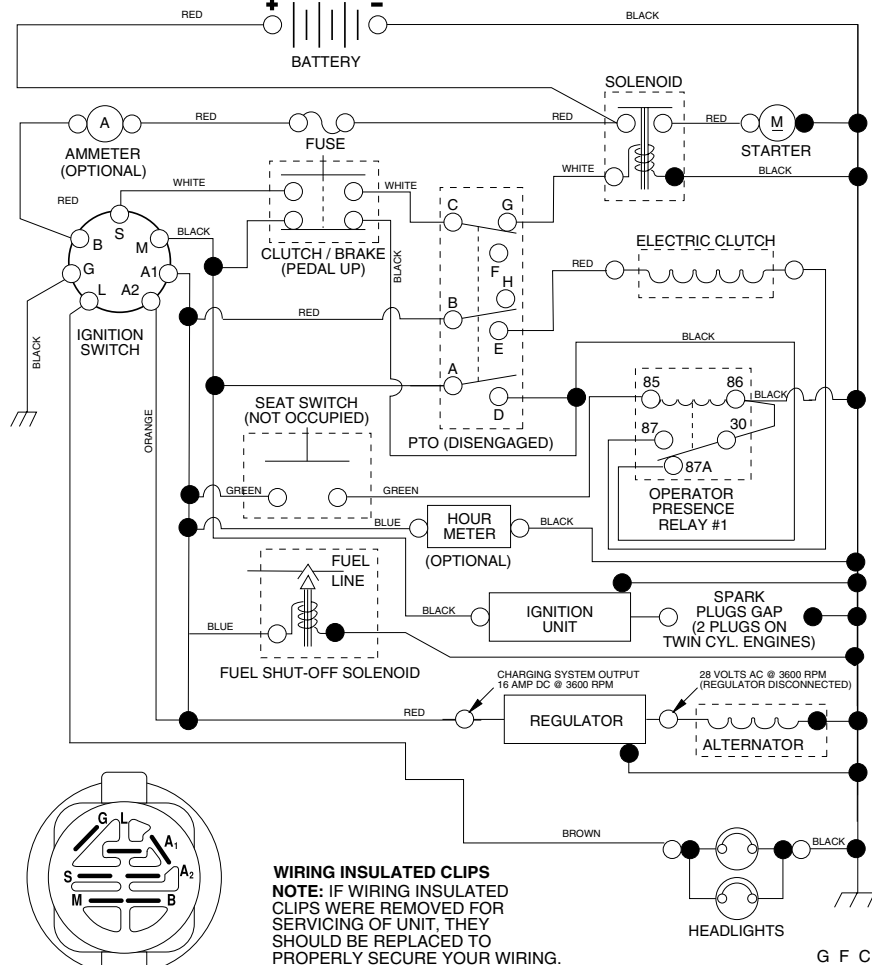 RED
+
−
BLACK
BATTERY
SOLENOID
A
RED
FUSE
RED
RED
M
STARTER
AMMETER
(OPTIONAL)
WHITE
WHITE
WHITE
BLACK
RED
S
B
M
BLACK
G
A1
L
A2
IGNITION
SWITCH
CLUTCH / BRAKE
(PEDAL UP)
BLACK
C
G
F
H
B
E
A
D
PTO (DISENGAGED)
ELECTRIC CLUTCH
RED
RED
BLACK
BLACK
ORANGE
SEAT SWITCH
(NOT OCCUPIED)
GREEN
GREEN
85
86
BLACK
87
30
87A
OPERATOR
PRESENCE
RELAY #1
BLUE
HOUR
METER
BLACK
(OPTIONAL)
FUEL
LINE
BLUE
FUEL SHUT-OFF SOLENOID
BLACK
IGNITION
UNIT
SPARK
PLUGS GAP
(2 PLUGS ON
TWIN CYL. ENGINES)
CHARGING SYSTEM OUTPUT
16 AMP DC @ 3600 RPM
28 VOLTS AC @ 3600 RPM
(REGULATOR DISCONNECTED)
RED
REGULATOR
ALTERNATOR
BROWN
BLACK
HEADLIGHTS
G
L
A1
A2
S
M
B
WIRING INSULATED CLIPS
NOTE: IF WIRING INSULATED
CLIPS WERE REMOVED FOR
SERVICING OF UNIT, THEY
SHOULD BE REPLACED TO
PROPERLY SECURE YOUR WIRING.
G F C